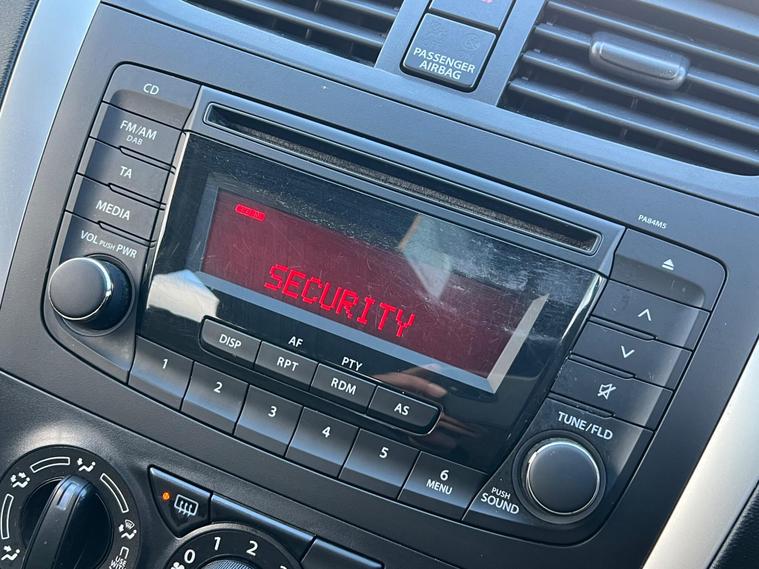 PASSENGER
AIRBAG
CD
FM/AM
DAB
TA
MEDIA
VOL PUSH PWR
PA84M5
SECURITY
DISP
AF
RPT
PTY
RDM
AS
1
2
3
4
5
6
MENU
TUNE/FLD
PUSH
SOUND
0 1 2